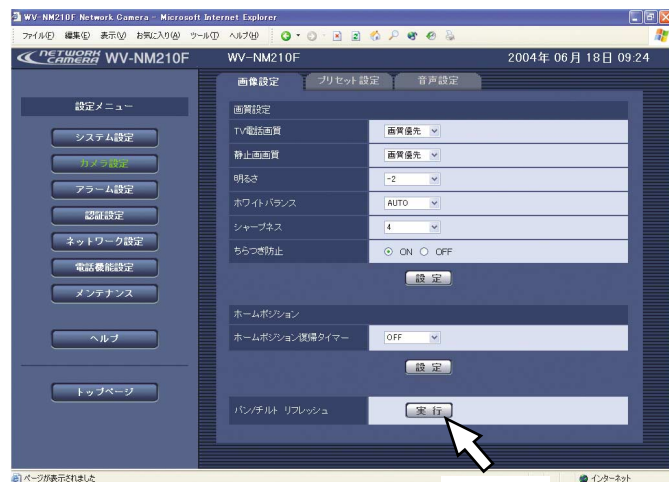 WV-NM210F Network Camera - Microsoft Internet Explorer
ファイル(F) 編集(E) 表示(V) お気に入り(A) ツール(T) ヘルプ(H)
NETWORK CAMERA WV-NM210F WV-NM210F 2004年 06月 18日 09:24
画像設定 プリセット設定 音声設定
設定メニュー
システム設定
カメラ設定
アラーム設定
認証設定
ネットワーク設定
電話機能設定
メンテナンス
ヘルプ
トップページ
画質設定
TV電話画質 画質優先
静止画画質 画質優先
明るさ -2
ホワイトバランス AUTO
シャープネス 4
ちらつき防止 ON OFF
設定
ホームポジション
ホームポジション復帰タイマー OFF
設定
パン/チルト リフレッシュ 実行
ページが表示されました インターネット